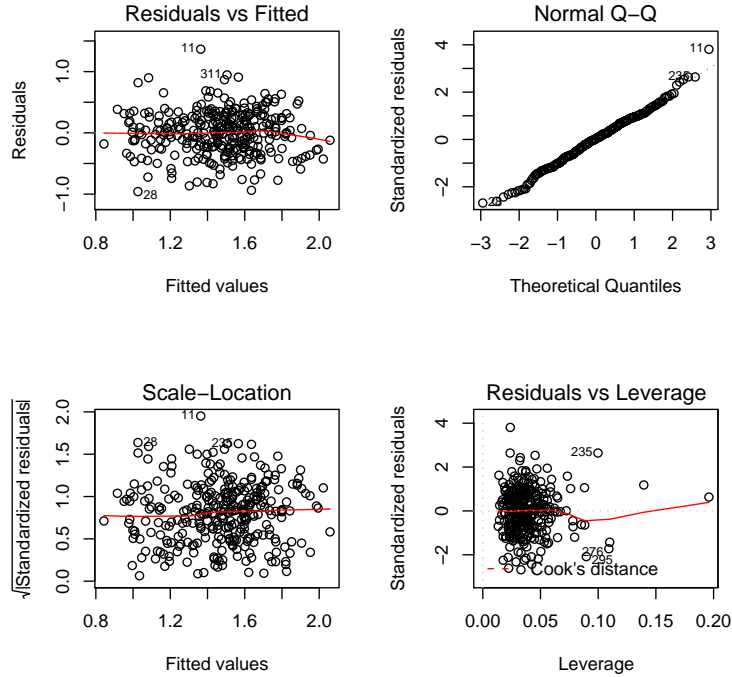 Residuals vs Fitted
Residuals
1.0
0.0
−1.0
11
311
28
0.8 1.2 1.6 2.0
Fitted values
Normal Q−Q
Standardized residuals
4
2
0
−2
11
235
−3 −2 −1 0 1 2 3
Theoretical Quantiles
Scale−Location
√|Standardized residuals|
2.0
1.5
1.0
0.5
0.0
11
28
235
0.8 1.2 1.6 2.0
Fitted values
Residuals vs Leverage
Standardized residuals
4
2
0
−2
235
276
295
Cook's distance
0.00 0.05 0.10 0.15 0.20
Leverage